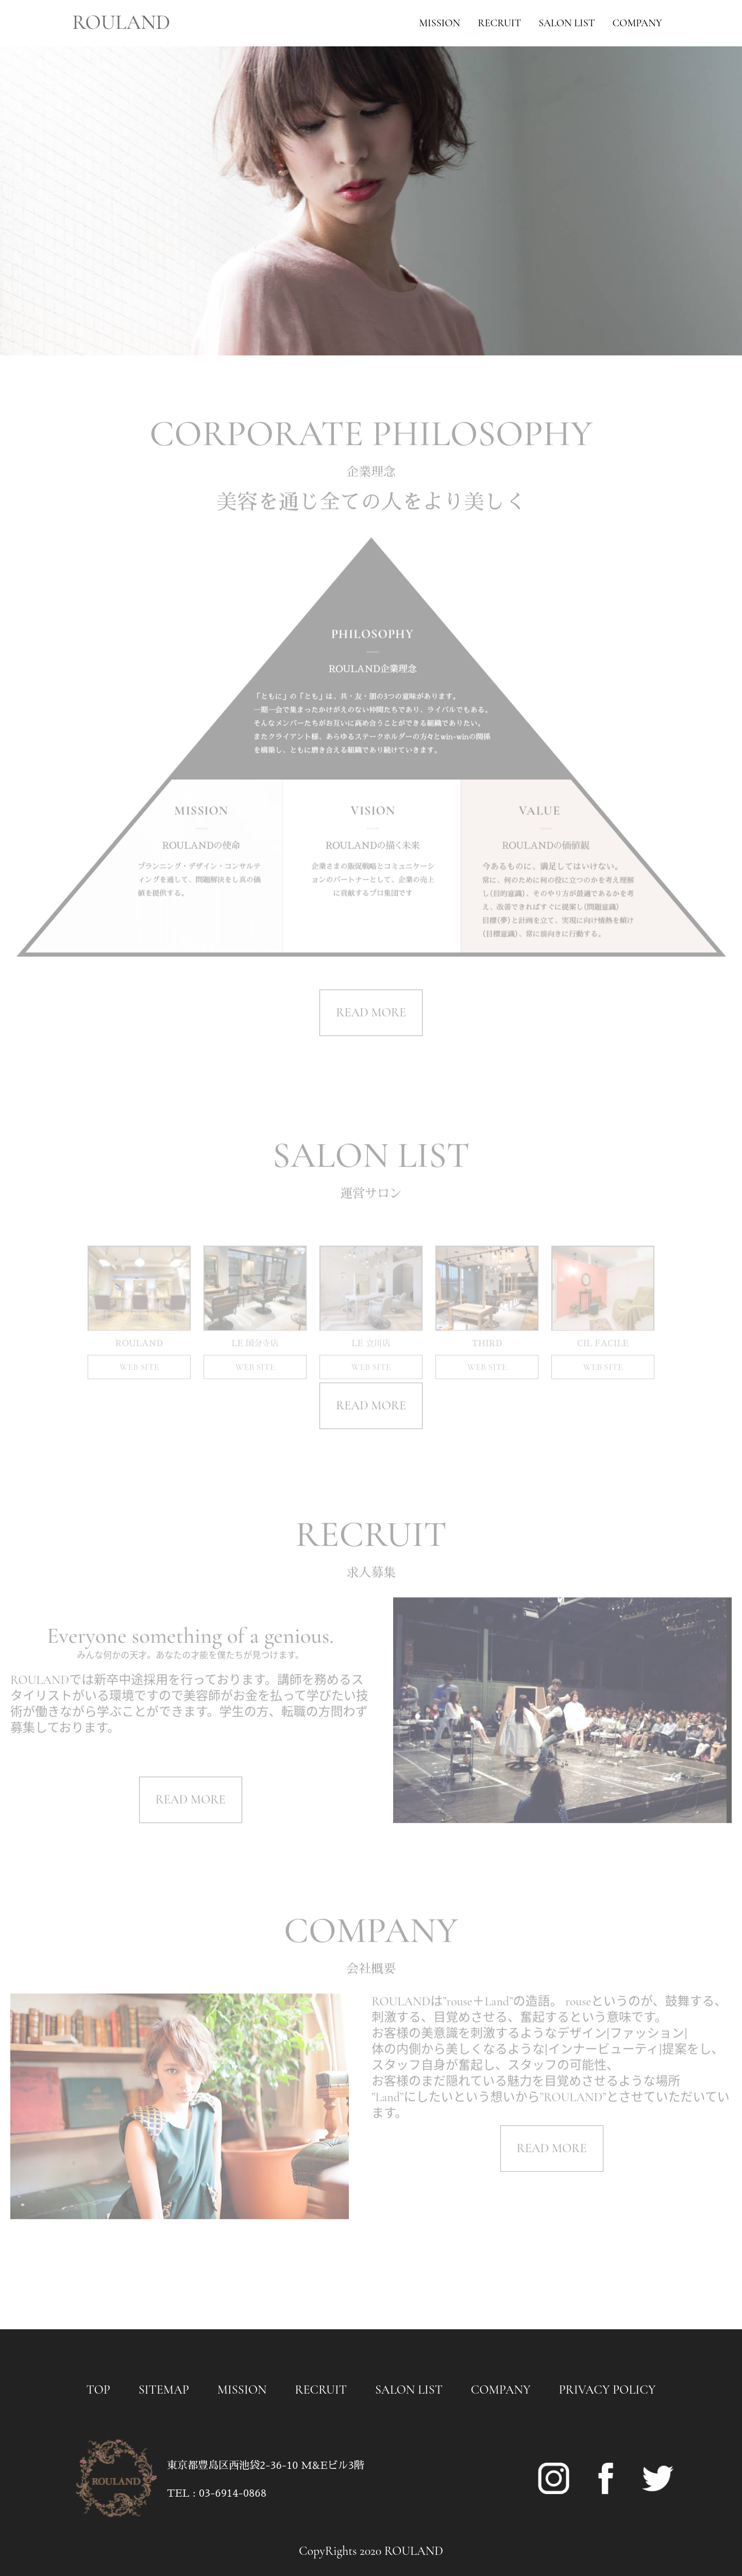 ROULAND
MISSION RECRUIT SALON LIST COMPANY
CORPORATE PHILOSOPHY
企業理念
美容を通じ全ての人をより美しく
PHILOSOPHY
ROULAND企業理念
「ともに」の「とも」は、共・友・朋の3つの意味があります。
一期一会で集まったかけがえのない仲間たちであり、ライバルでもある。
そんなメンバーたちがお互いに高め合うことができる組織でありたい。
またクライアント様、あらゆるステークホルダーの方々とwin-winの関係
を構築し、ともに磨き合える組織であり続けていきます。
MISSION
ROULANDの使命
プランニング・デザイン・コンサルテ
ィングを通して、問題解決をし真の価
値を提供する。
VISION
ROULANDの描く未来
企業さまの販促戦略とコミュニケーシ
ョンのパートナーとして、企業の売上
に貢献するプロ集団です
VALUE
ROULANDの価値観
今あるものに、満足してはいけない。
常に、何のために何の役に立つのかを考え理解
し(目的意識)、そのやり方が最適であるかを考
え、改善できればすぐに提案し(問題意識)
目標(夢)と計画を立て、実現に向け情熱を傾け
(目標意識)、常に前向きに行動する。
READ MORE
SALON LIST
運営サロン
ROULAND LE 国分寺店 LE 立川店 THIRD CIL FACILE
WEB SITE WEB SITE WEB SITE WEB SITE WEB SITE
READ MORE
RECRUIT
求人募集
Everyone something of a genious.
みんな何かの天才。あなたの才能を僕たちが見つけます。
ROULANDでは新卒中途採用を行っております。講師を務めるス
タイリストがいる環境ですので美容師がお金を払って学びたい技
術が働きながら学ぶことができます。学生の方、転職の方問わず
募集しております。
READ MORE
COMPANY
会社概要
ROULANDは"rouse＋Land"の造語。 rouseというのが、鼓舞する、
刺激する、目覚めさせる、奮起するという意味です。
お客様の美意識を刺激するようなデザイン|ファッション|
体の内側から美しくなるような|インナービューティ|提案をし、
スタッフ自身が奮起し、スタッフの可能性、
お客様のまだ隠れている魅力を目覚めさせるような場所
"Land"にしたいという想いから"ROULAND"とさせていただいてい
ます。
READ MORE
TOP SITEMAP MISSION RECRUIT SALON LIST COMPANY PRIVACY POLICY
ROULAND
東京都豊島区西池袋2-36-10 M&Eビル3階
TEL : 03-6914-0868
CopyRights 2020 ROULAND